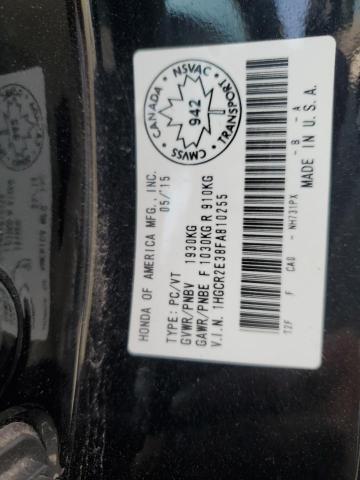 HONDA OF AMERICA MFG., INC.
05/'15
TYPE: PC/VT
GVWR/PNBV 1930KG
GAWR/PNBE F 1030KG R 910KG
V.I.N. 1HGCR2E38FA810255
CANADA
NSVAC
TRANSPORT
CMVSS
942
T2F F CAD - NH731PX - B - A
MADE IN U.S.A.